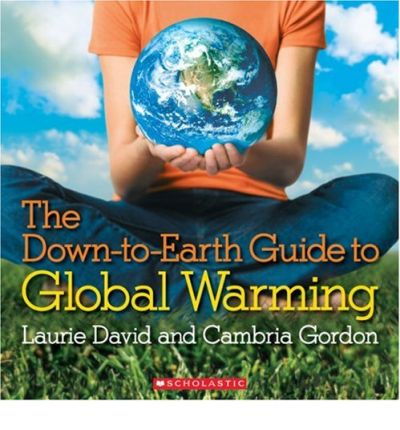 The
Down-to-Earth Guide to
Global Warming
Laurie David and Cambria Gordon
SCHOLASTIC